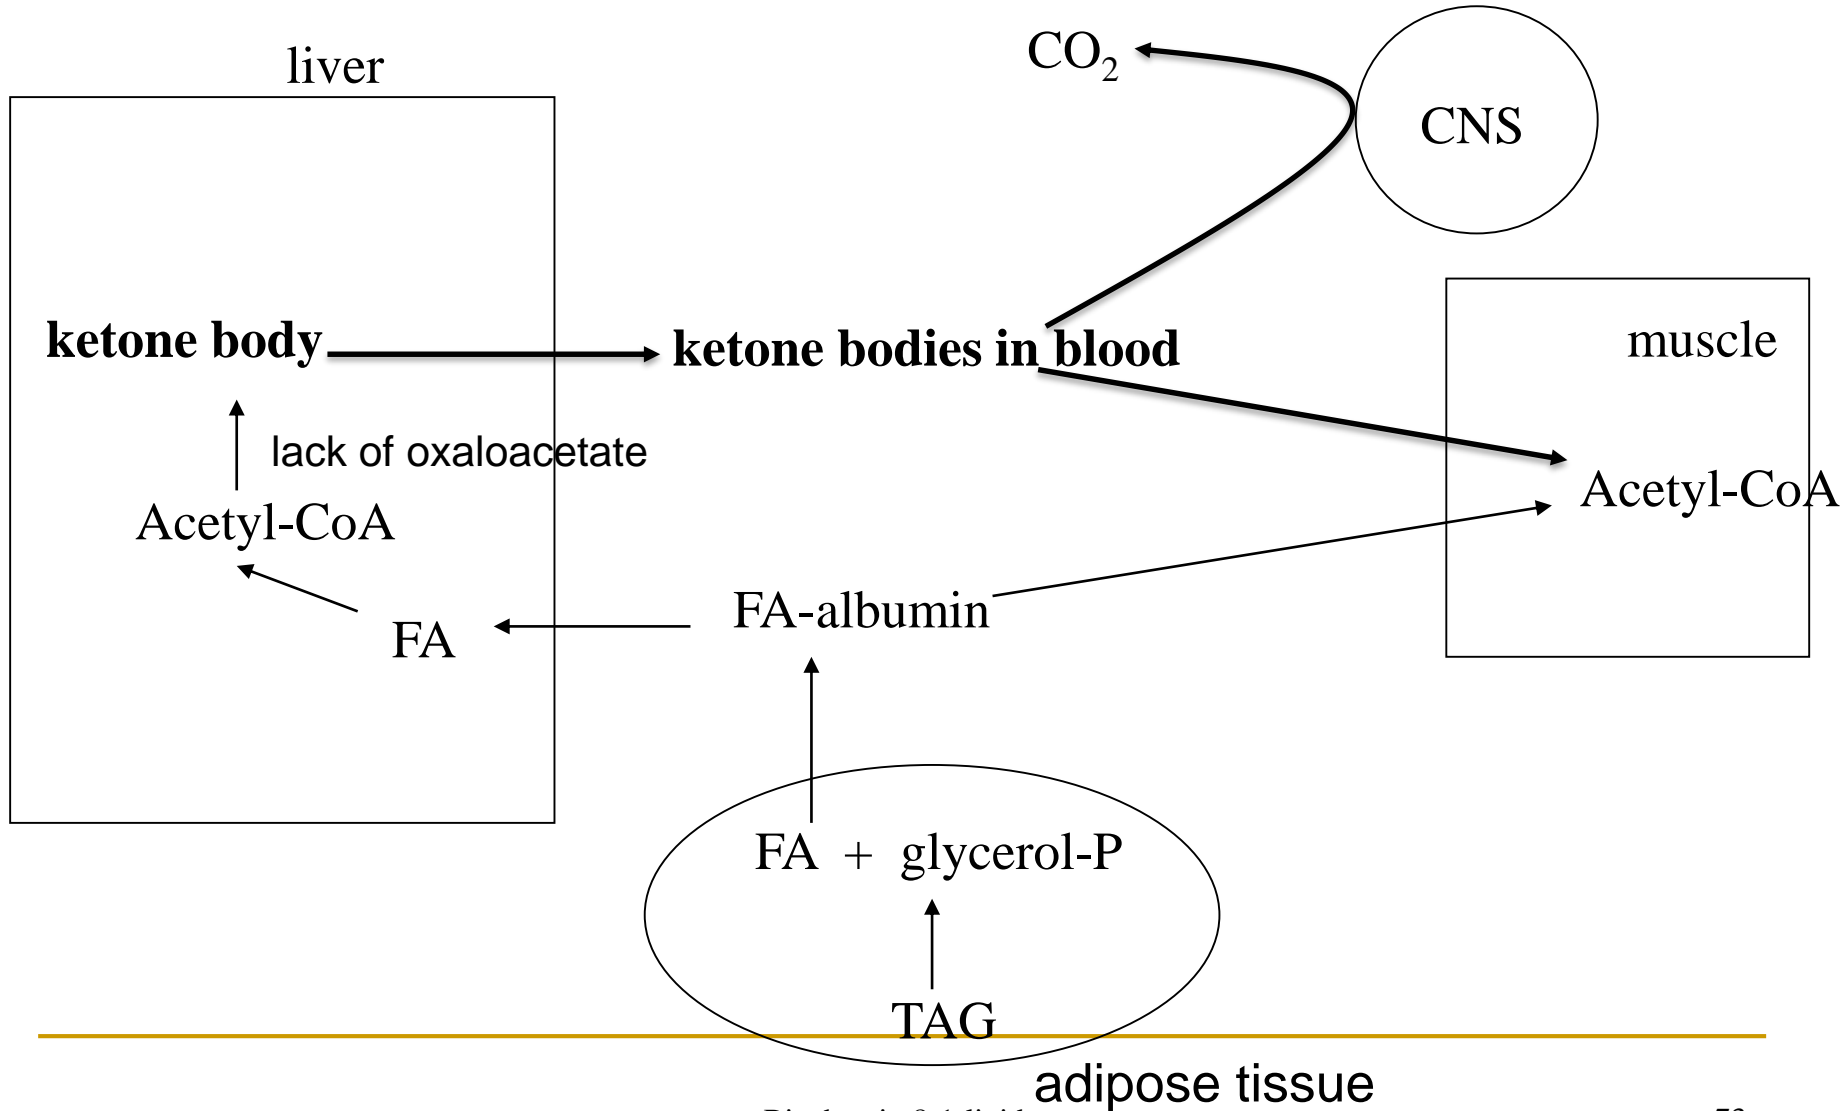 liver
CO₂
CNS
ketone body
ketone bodies in blood
muscle
lack of oxaloacetate
Acetyl-CoA
Acetyl-CoA
FA-albumin
FA
FA + glycerol-P
TAG
adipose tissue